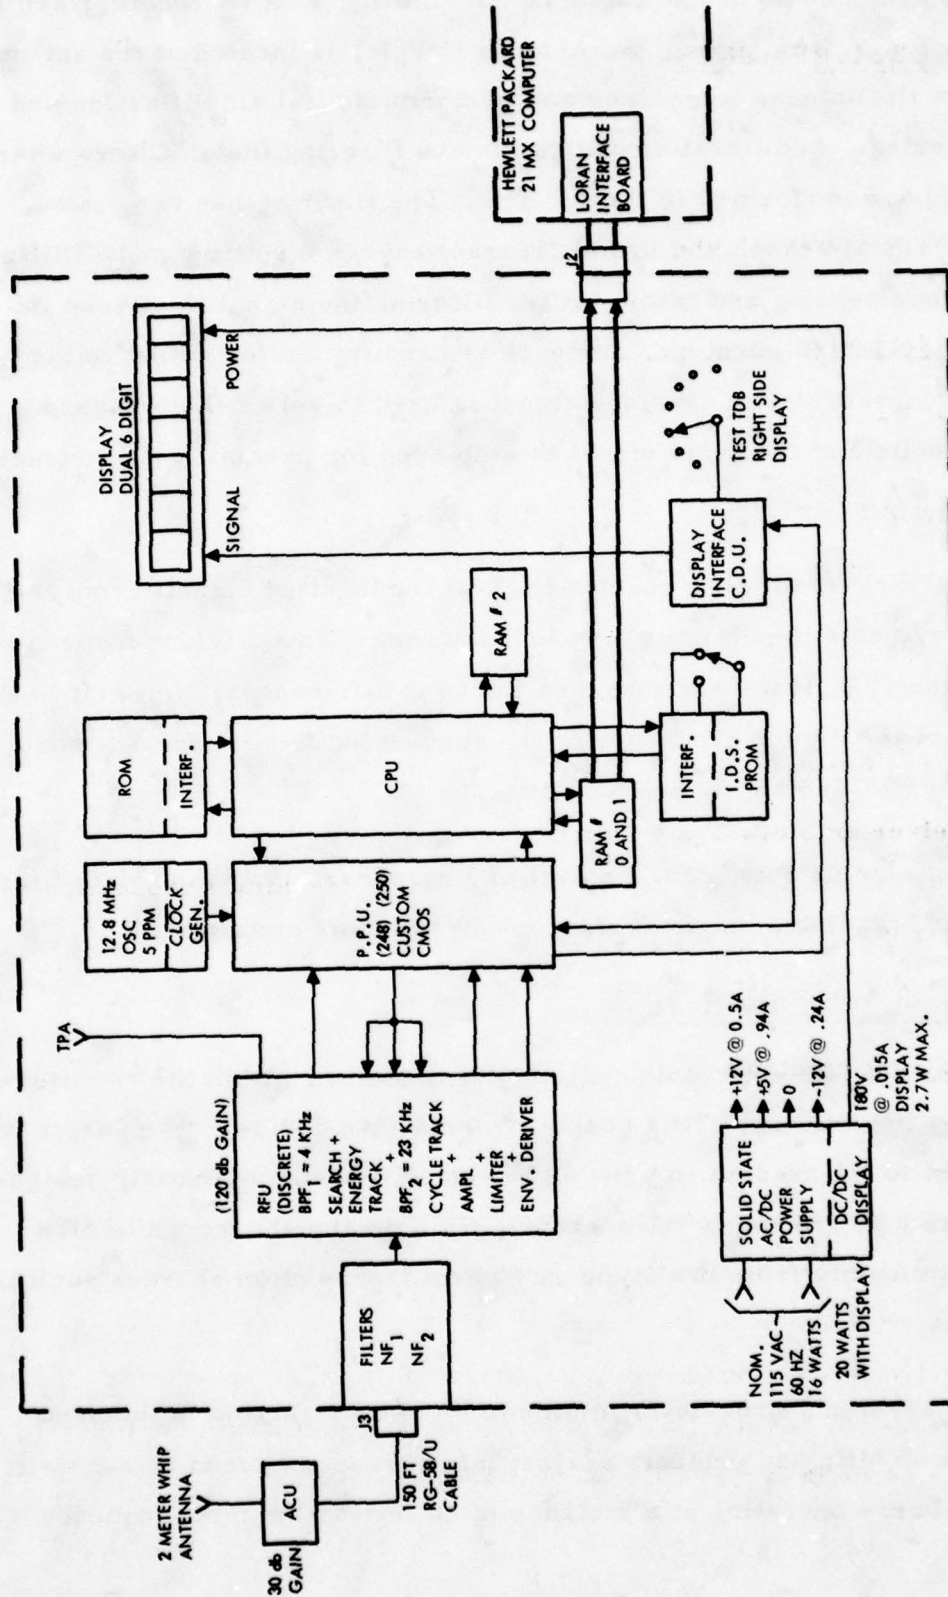 2 METER WHIP
ANTENNA
30 db
GAIN
ACU
150 FT
RG-58/U
CABLE
J3
FILTERS
NF1
NF2
TPA
(120 db GAIN)
RFU
(DISCRETE)
BPF1 = 4 KHz
SEARCH +
ENERGY
TRACK
+
BPF2 = 23 KHz
CYCLE TRACK
+
AMPL
+
LIMITER
+
ENV. DERIVER
12.8 MHz
OSC
5 PPM
CLOCK
GEN.
P.P.U.
(248) (250)
CUSTOM
CMOS
ROM
INTERF.
CPU
RAM # 2
RAM #
0 AND 1
INTERF.
I.D.S.
PROM
DISPLAY
DUAL 6 DIGIT
SIGNAL
POWER
DISPLAY
INTERFACE
C.D.U.
TEST TDB
RIGHT SIDE
DISPLAY
J2
HEWLETT PACKARD
21 MX COMPUTER
LORAN
INTERFACE
BOARD
NOM.
115 VAC
60 HZ
16 WATTS
20 WATTS
WITH DISPLAY
SOLID STATE
AC/DC
POWER
SUPPLY
DC/DC
DISPLAY
+12V @ 0.5A
+5V @ .94A
0
-12V @ .24A
180V
@ .015A
DISPLAY
2.7W MAX.